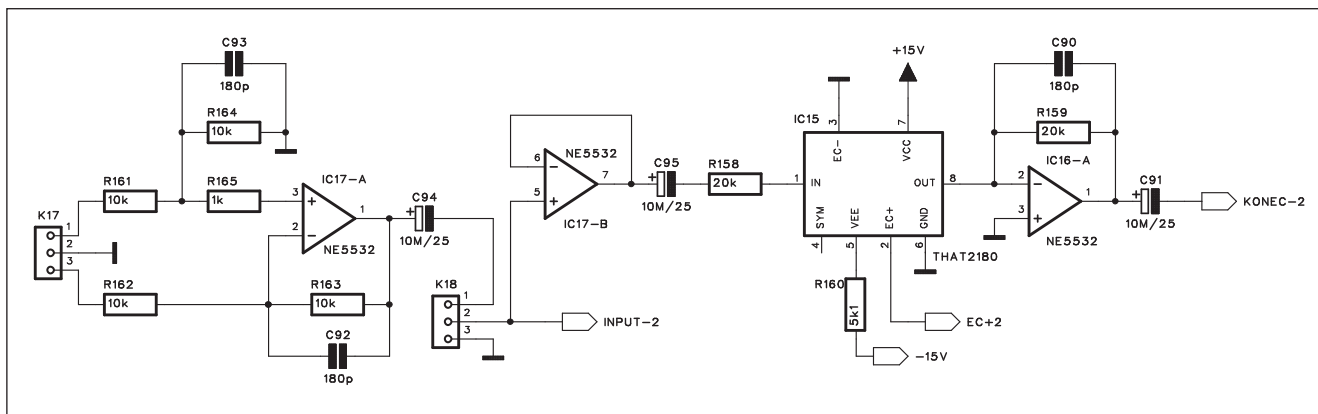 C93
180p
R164
10k
R161
10k
R165
1k
IC17-A
3
+
2
−
1
NE5532
K17
1
2
3
R162
10k
R163
10k
C92
180p
+
C94
10M/25
K18
1
2
3
INPUT-2
6
−
5
+
7
NE5532
IC17-B
+
C95
10M/25
R158
20k
+15V
IC15
3
7
EC-
VCC
1
IN
OUT
8
SYM
VEE
EC+
GND
4
5
2
6
THAT2180
R160
5k1
EC+2
-15V
C90
180p
R159
20k
IC16-A
2
−
3
+
1
NE5532
+
C91
10M/25
KONEC-2